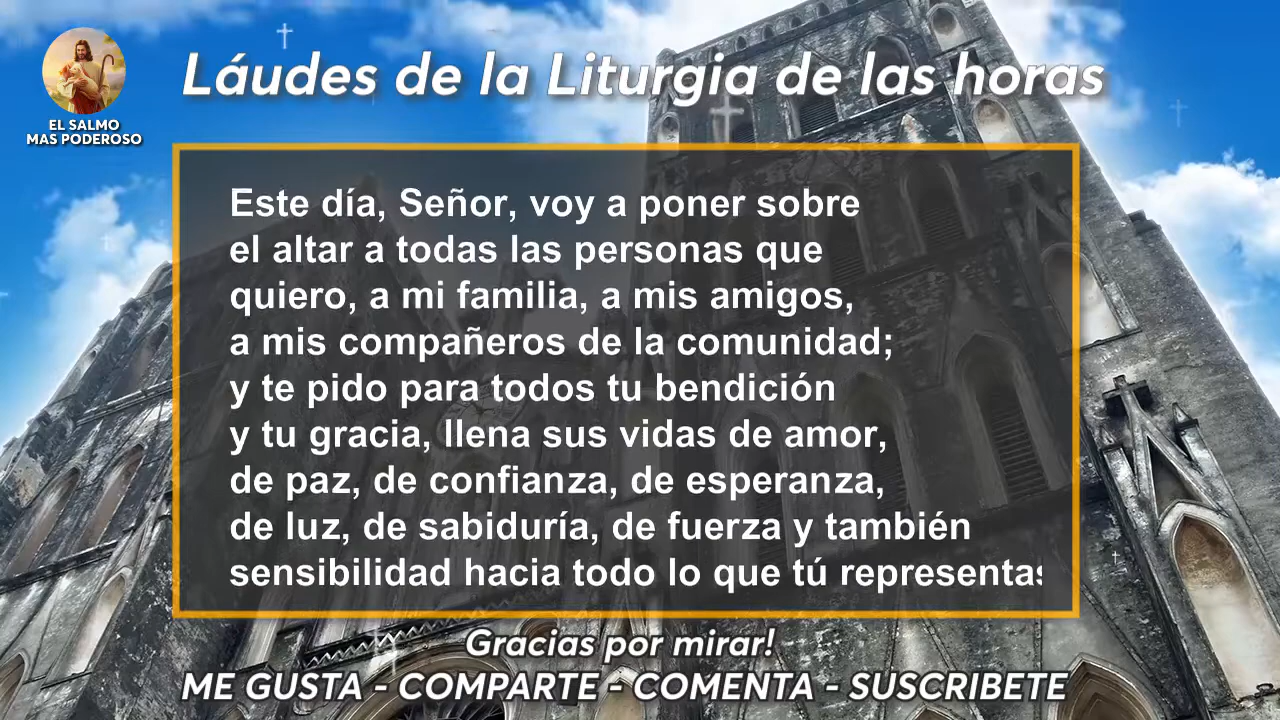 Láudes de la Liturgia de las horas
EL SALMO
MAS PODEROSO
Este día, Señor, voy a poner sobre
el altar a todas las personas que
quiero, a mi familia, a mis amigos,
a mis compañeros de la comunidad;
y te pido para todos tu bendición
y tu gracia, llena sus vidas de amor,
de paz, de confianza, de esperanza,
de luz, de sabiduría, de fuerza y también
sensibilidad hacia todo lo que tú representas
Gracias por mirar!
ME GUSTA - COMPARTE - COMENTA - SUSCRIBETE